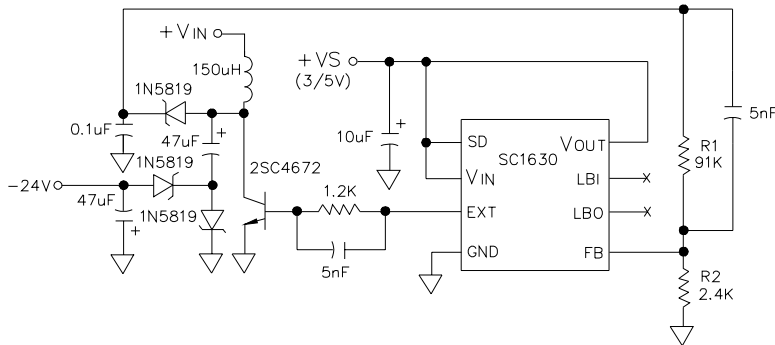 +VIN
150uH
1N5819
0.1uF
47uF
1N5819
-24V
47uF
1N5819
2SC4672
1.2K
5nF
+VS
(3/5V)
10uF
SD
VIN
EXT
GND
SC1630
VOUT
LBI
LBO
FB
R1
91K
5nF
R2
2.4K